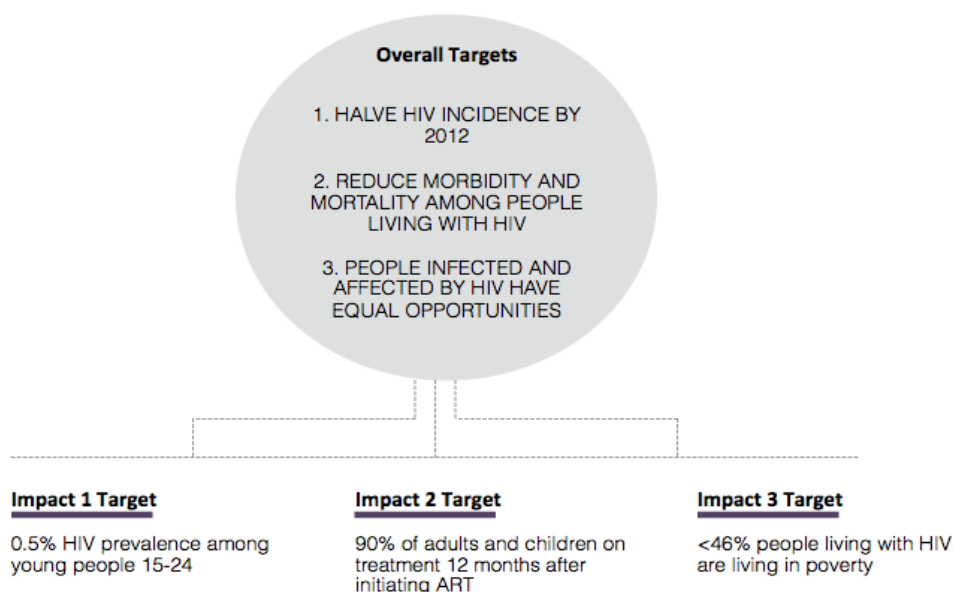 Overall Targets
1. HALVE HIV INCIDENCE BY
2012
2. REDUCE MORBIDITY AND
MORTALITY AMONG PEOPLE
LIVING WITH HIV
3. PEOPLE INFECTED AND
AFFECTED BY HIV HAVE
EQUAL OPPORTUNITIES
Impact 1 Target
0.5% HIV prevalence among
young people 15-24
Impact 2 Target
90% of adults and children on
treatment 12 months after
initiating ART
Impact 3 Target
<46% people living with HIV
are living in poverty